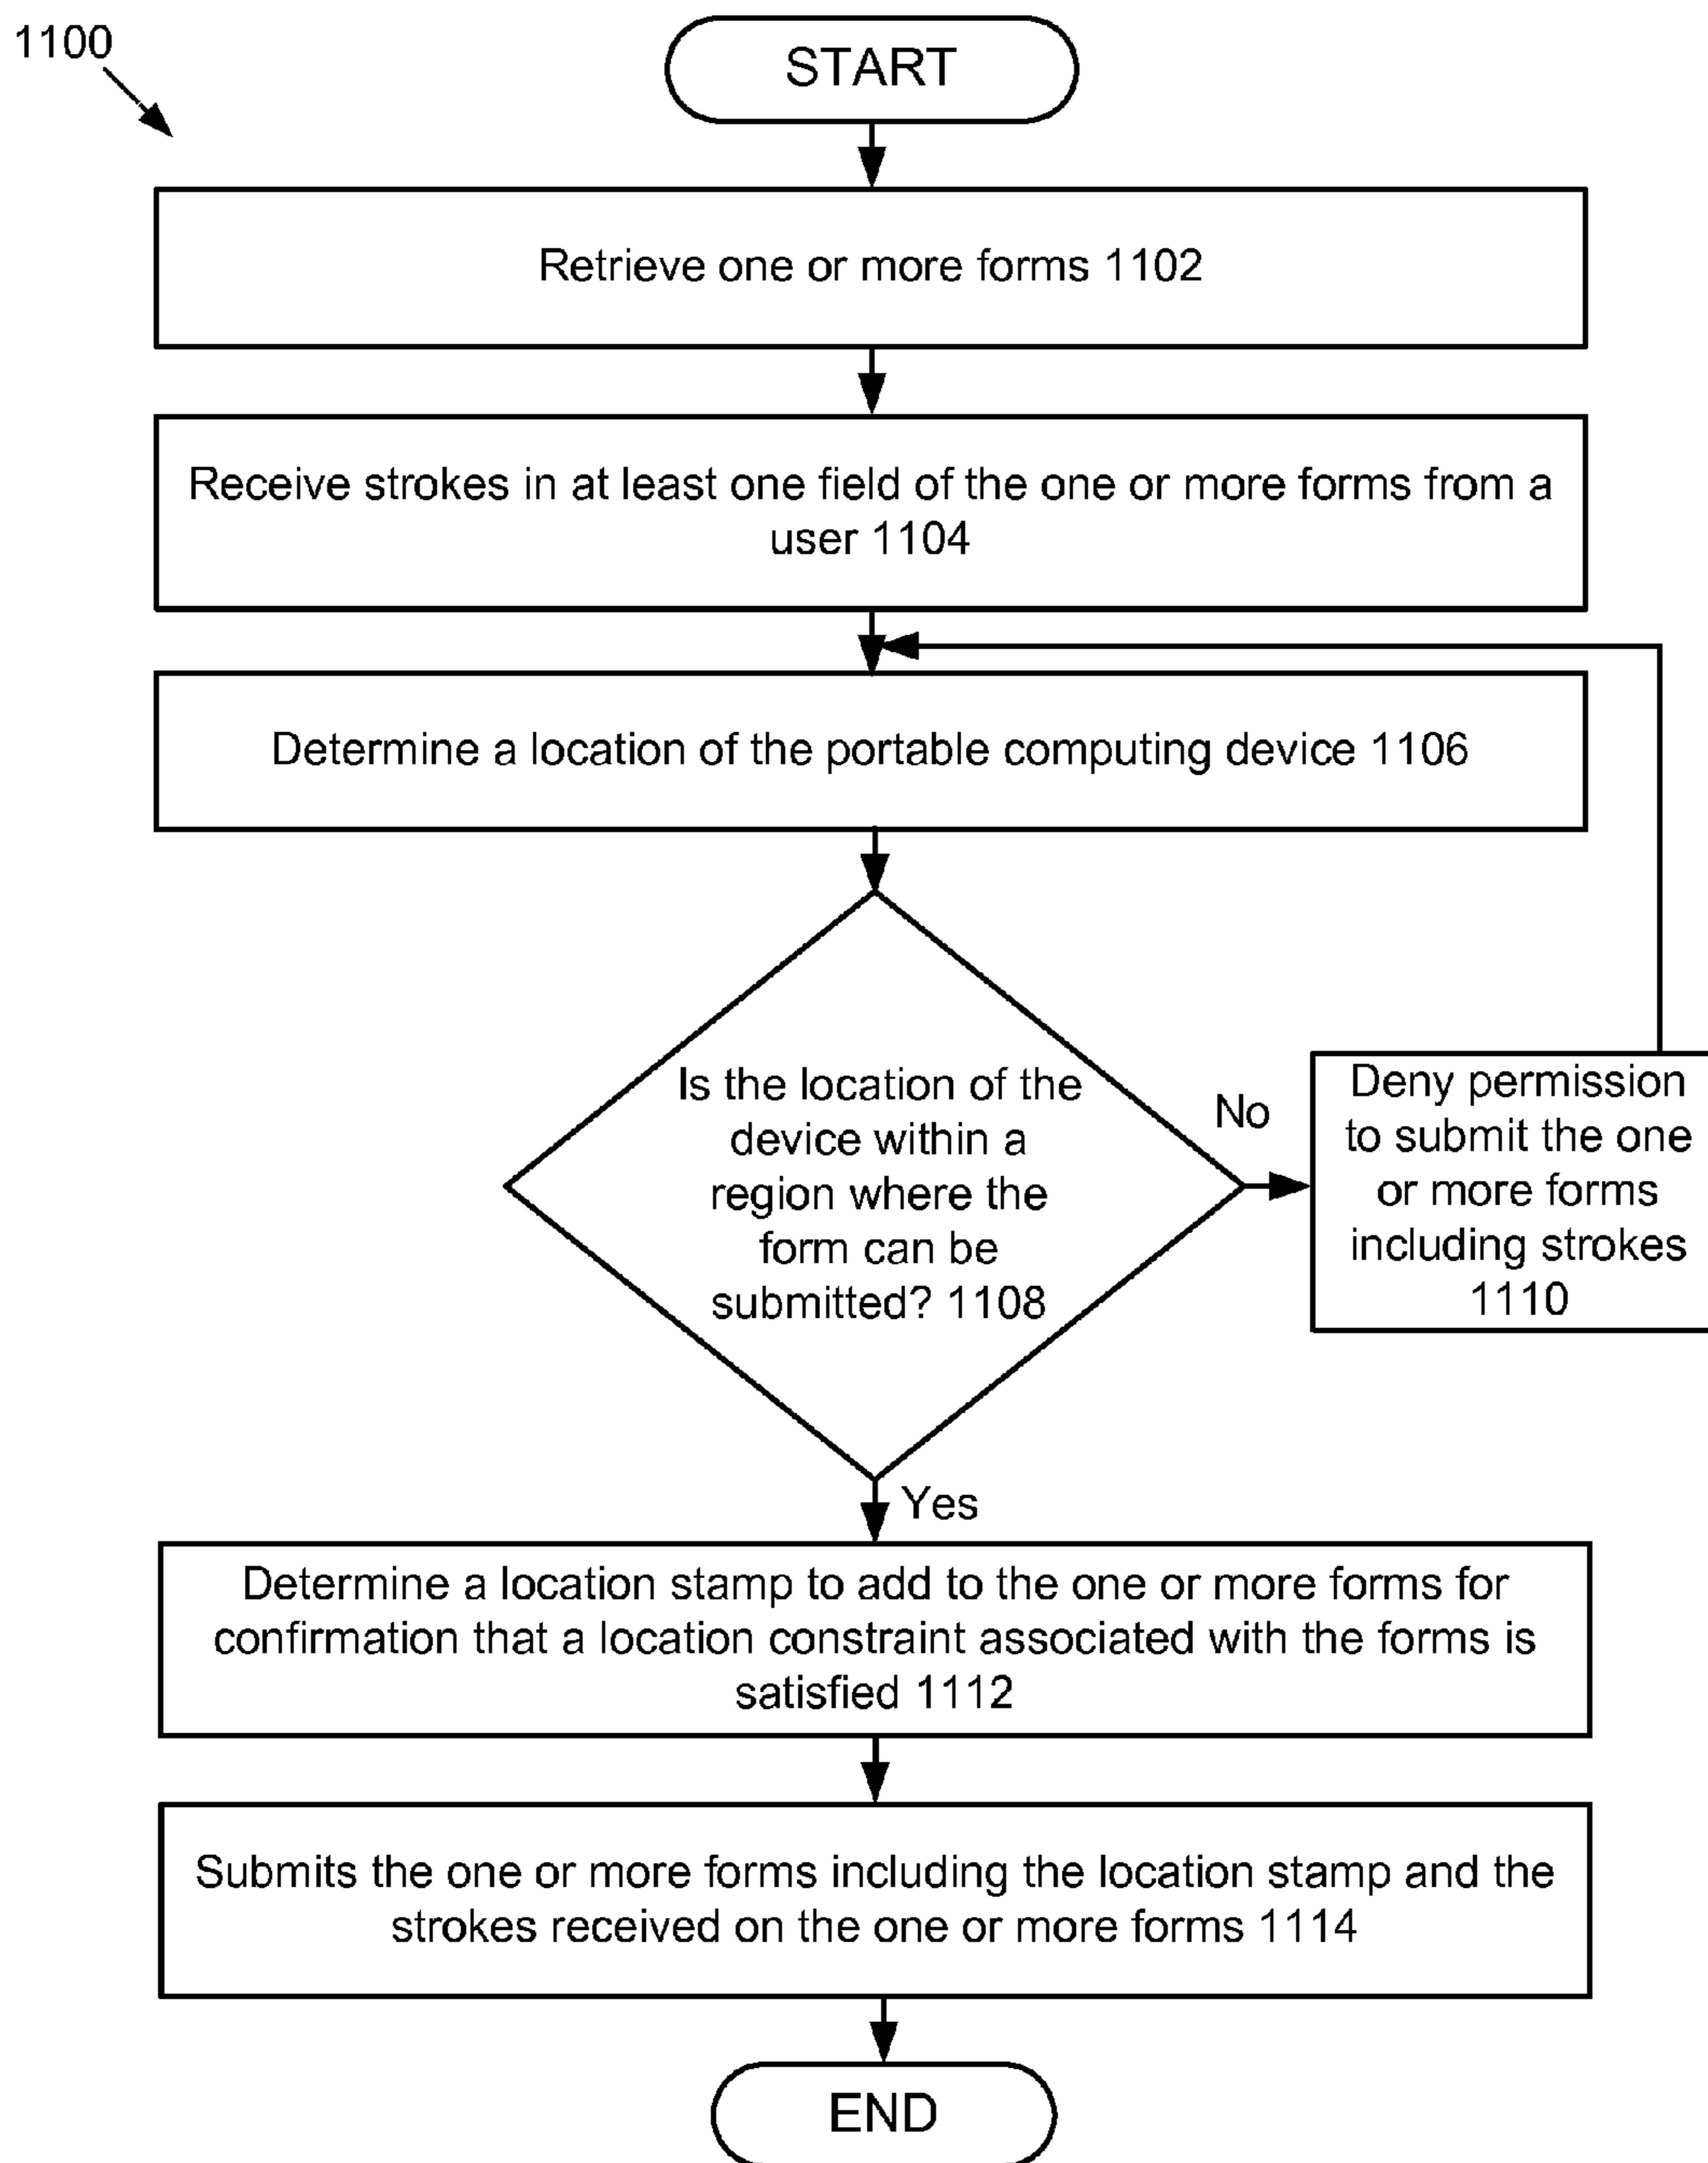 1100
START
Retrieve one or more forms 1102
Receive strokes in at least one field of the one or more forms from a
user 1104
Determine a location of the portable computing device 1106
Is the location of the
device within a
region where the
form can be
submitted? 1108
No
Deny permission
to submit the one
or more forms
including strokes
1110
Yes
Determine a location stamp to add to the one or more forms for
confirmation that a location constraint associated with the forms is
satisfied 1112
Submits the one or more forms including the location stamp and the
strokes received on the one or more forms 1114
END